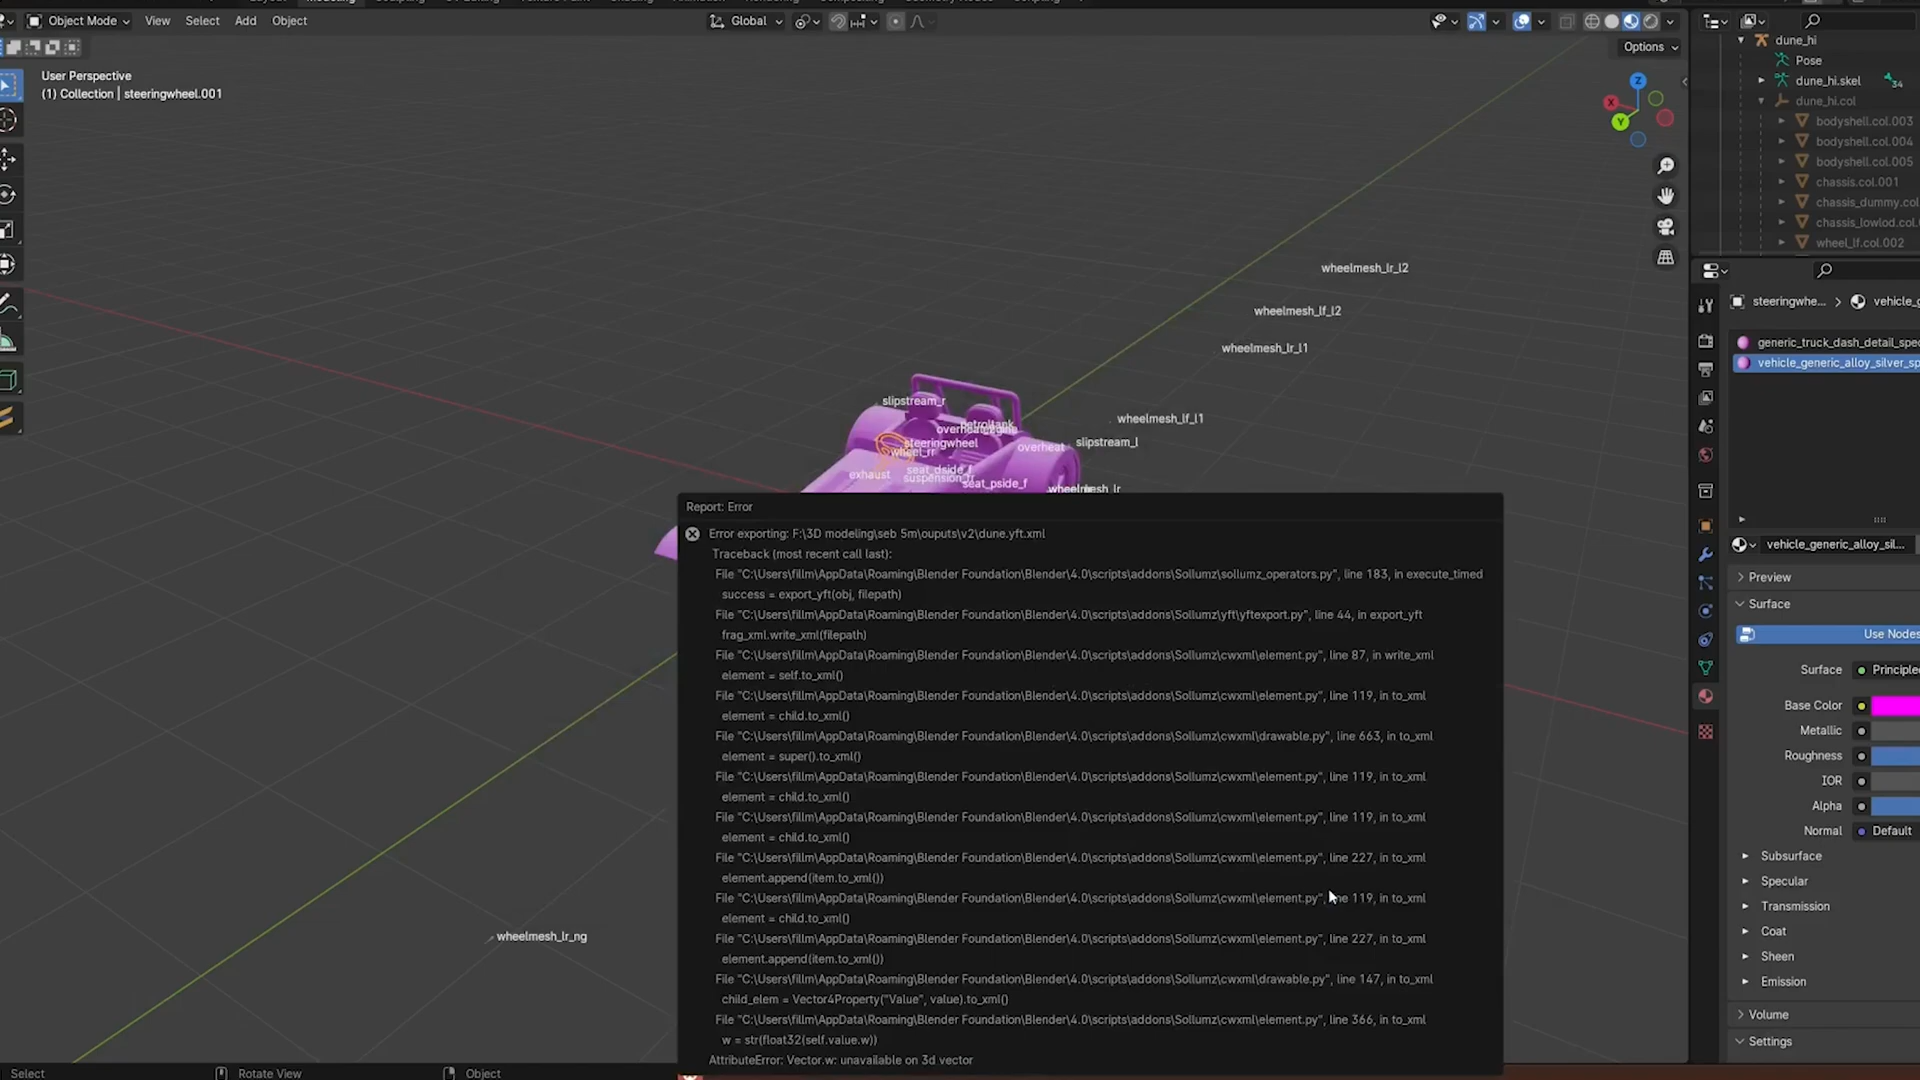 Object Mode View Select Add Object Global
Options
User Perspective
(1) Collection | steeringwheel.001
Z
X
Y
wheelmesh_lr_l2
wheelmesh_lf_l2
wheelmesh_lr_l1
wheelmesh_lf_l1
slipstream_r
slipstream_l
steeringwheel
overheat
wheel_rr
exhaust
seat_dside_f
seat_pside_f
wheelmesh_lr_ng
Report: Error
Error exporting: F:\3D modeling\seb 5m\ouputs\v2\dune.yft.xml
Traceback (most recent call last):
File "C:\Users\fillm\AppData\Roaming\Blender Foundation\Blender\4.0\scripts\addons\Sollumz\sollumz_operators.py", line 183, in execute_timed
success = export_yft(obj, filepath)
File "C:\Users\fillm\AppData\Roaming\Blender Foundation\Blender\4.0\scripts\addons\Sollumz\yft\yftexport.py", line 44, in export_yft
frag_xml.write_xml(filepath)
File "C:\Users\fillm\AppData\Roaming\Blender Foundation\Blender\4.0\scripts\addons\Sollumz\cwxml\element.py", line 87, in write_xml
element = self.to_xml()
File "C:\Users\fillm\AppData\Roaming\Blender Foundation\Blender\4.0\scripts\addons\Sollumz\cwxml\element.py", line 119, in to_xml
element = child.to_xml()
File "C:\Users\fillm\AppData\Roaming\Blender Foundation\Blender\4.0\scripts\addons\Sollumz\cwxml\drawable.py", line 663, in to_xml
element = super().to_xml()
File "C:\Users\fillm\AppData\Roaming\Blender Foundation\Blender\4.0\scripts\addons\Sollumz\cwxml\element.py", line 119, in to_xml
element = child.to_xml()
File "C:\Users\fillm\AppData\Roaming\Blender Foundation\Blender\4.0\scripts\addons\Sollumz\cwxml\element.py", line 119, in to_xml
element = child.to_xml()
File "C:\Users\fillm\AppData\Roaming\Blender Foundation\Blender\4.0\scripts\addons\Sollumz\cwxml\element.py", line 227, in to_xml
element.append(item.to_xml())
File "C:\Users\fillm\AppData\Roaming\Blender Foundation\Blender\4.0\scripts\addons\Sollumz\cwxml\element.py", line 119, in to_xml
element = child.to_xml()
File "C:\Users\fillm\AppData\Roaming\Blender Foundation\Blender\4.0\scripts\addons\Sollumz\cwxml\element.py", line 227, in to_xml
element.append(item.to_xml())
File "C:\Users\fillm\AppData\Roaming\Blender Foundation\Blender\4.0\scripts\addons\Sollumz\cwxml\drawable.py", line 147, in to_xml
child_elem = Vector4Property("Value", value).to_xml()
File "C:\Users\fillm\AppData\Roaming\Blender Foundation\Blender\4.0\scripts\addons\Sollumz\cwxml\element.py", line 366, in to_xml
w = str(float32(self.value.w))
AttributeError: Vector.w: unavailable on 3d vector
dune_hi
Pose
dune_hi.skel 34
dune_hi.col
bodyshell.col.003
bodyshell.col.004
bodyshell.col.005
chassis.col.001
chassis_dummy.col
chassis_lowlod.col.
wheel_lf.col.002
steeringwhe... vehicle_g
generic_truck_dash_detail_spec
vehicle_generic_alloy_silver_sp
vehicle_generic_alloy_sil...
Preview
Surface
Use Nodes
Surface Principle
Base Color
Metallic
Roughness
IOR
Alpha
Normal Default
Subsurface
Specular
Transmission
Coat
Sheen
Emission
Volume
Settings
Select Rotate View Object